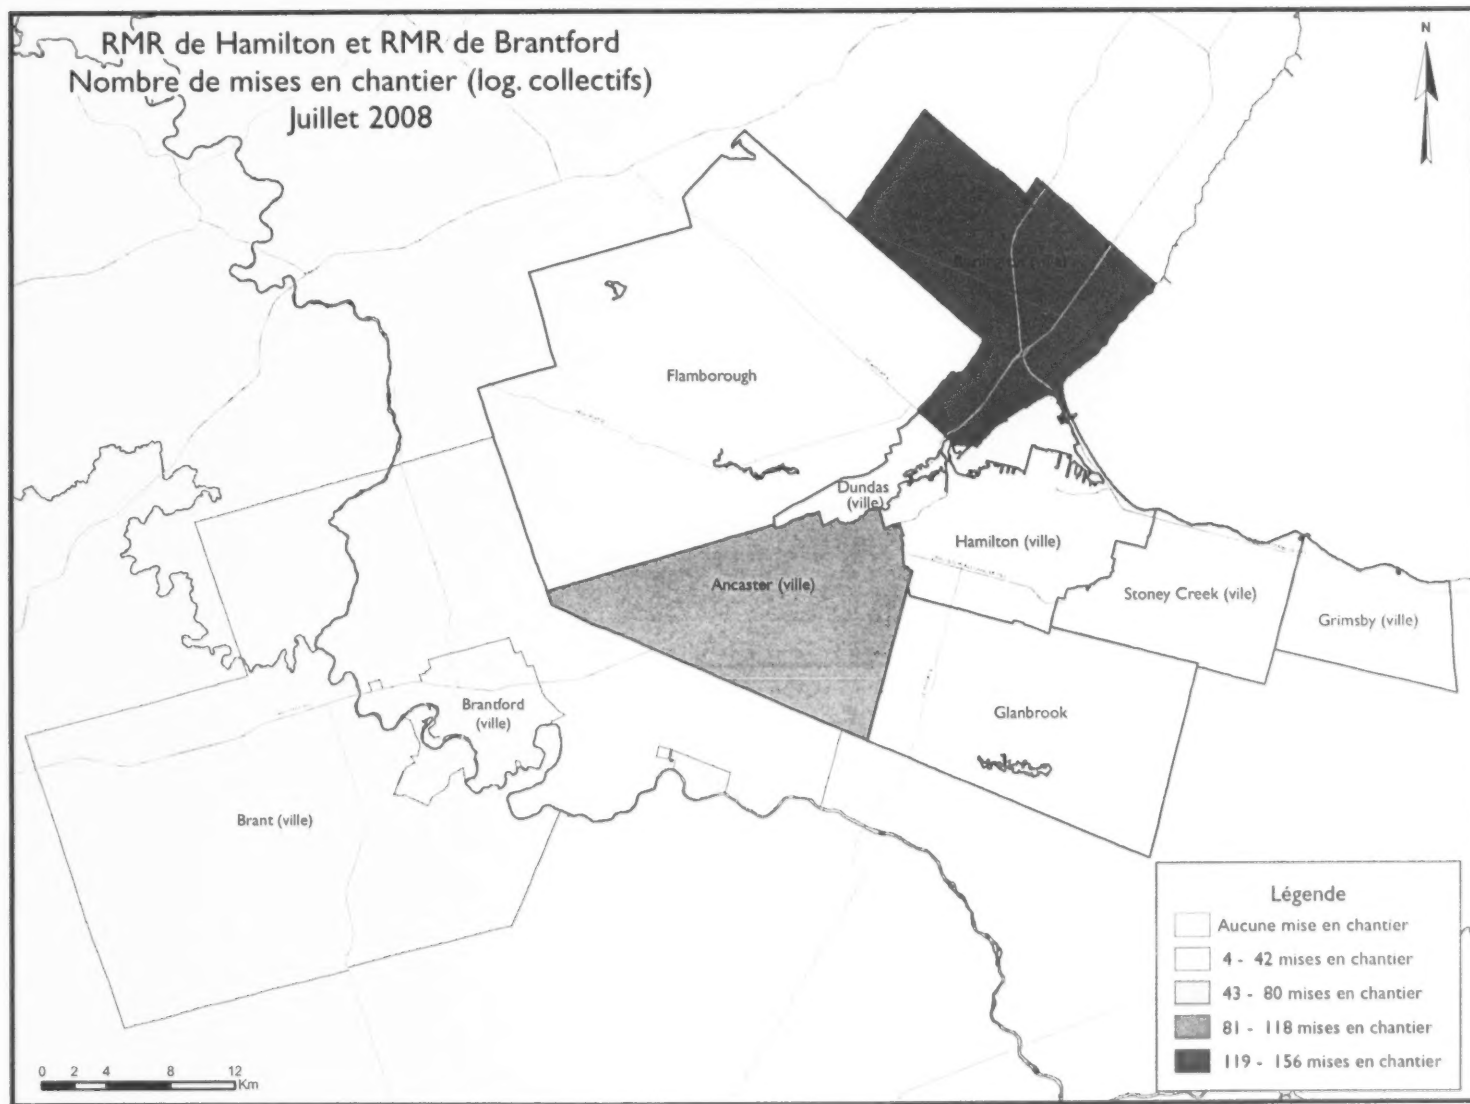 RMR de Hamilton et RMR de Brantford
Nombre de mises en chantier (log. collectifs)
Juillet 2008
N
Burlington (ville)
Flamborough
Dundas
(ville)
Hamilton (ville)
Ancaster (ville)
Stoney Creek (vile)
Grimsby (ville)
Brantford
(ville)
Glanbrook
Brant (ville)
Légende
Aucune mise en chantier
4 - 42 mises en chantier
43 - 80 mises en chantier
81 - 118 mises en chantier
119 - 156 mises en chantier
0 2 4 8 12
Km